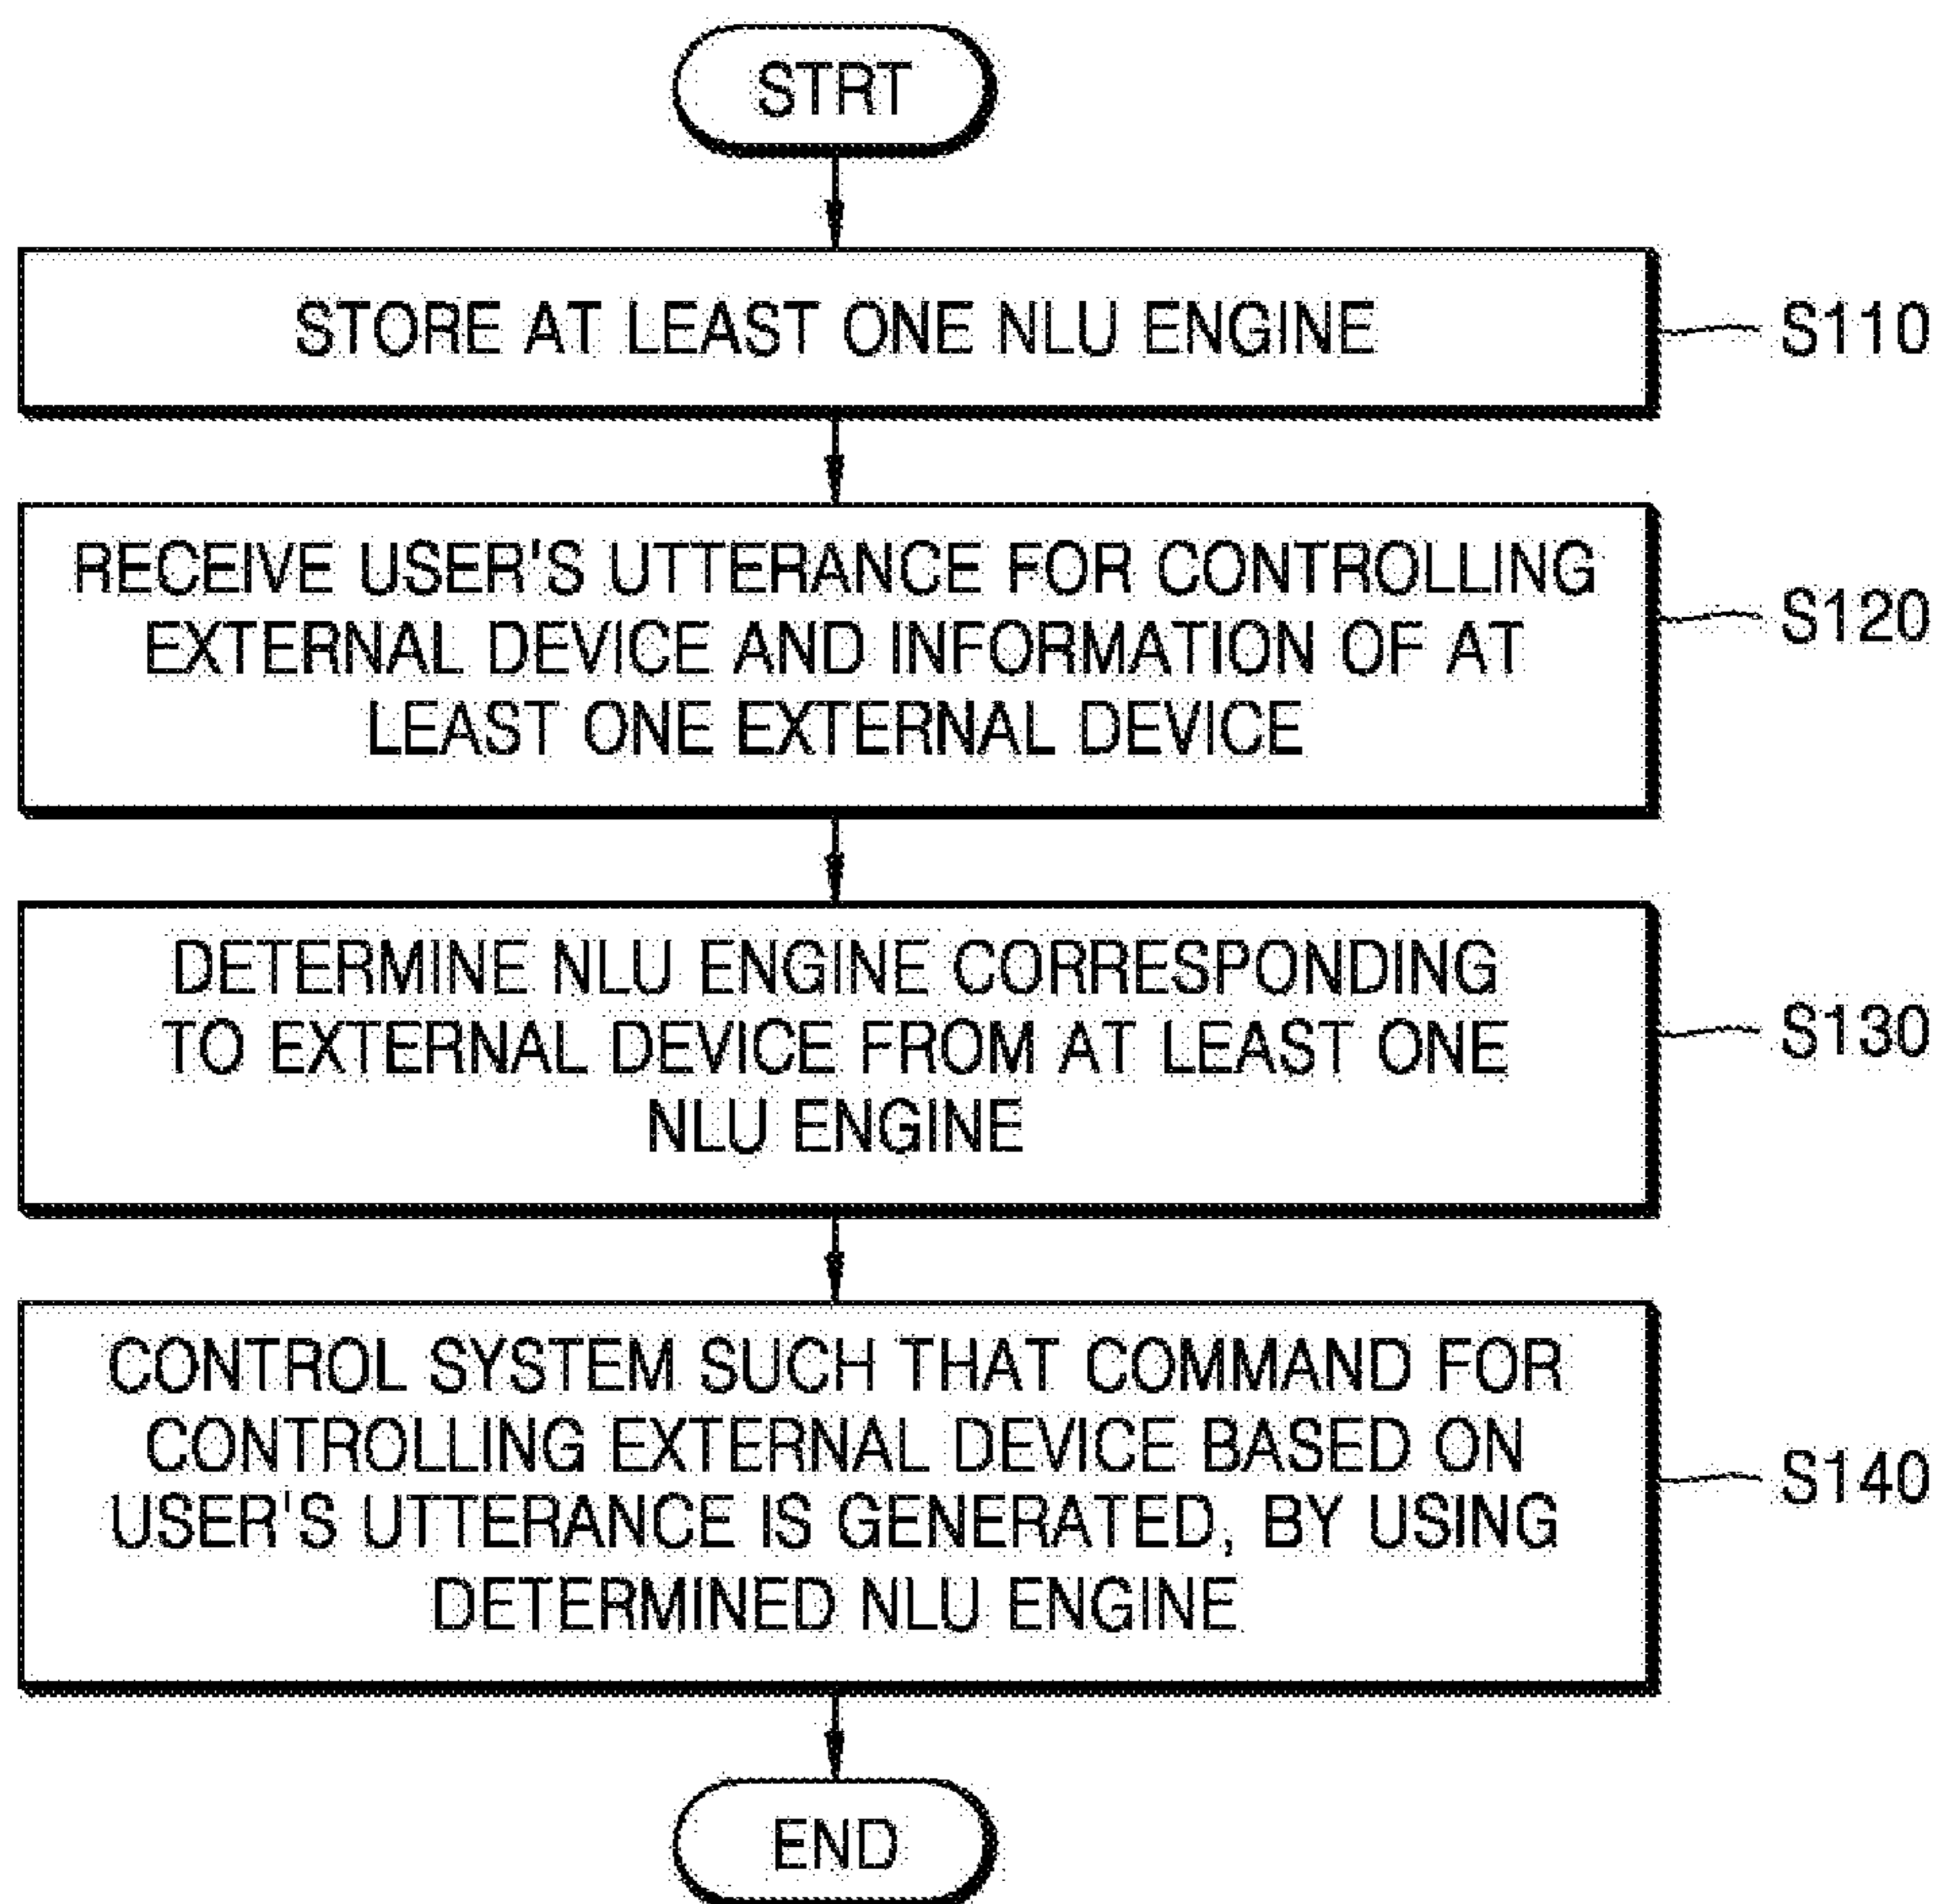 STRT
STORE AT LEAST ONE NLU ENGINE
S110
RECEIVE USER'S UTTERANCE FOR CONTROLLING
EXTERNAL DEVICE AND INFORMATION OF AT
LEAST ONE EXTERNAL DEVICE
S120
DETERMINE NLU ENGINE CORRESPONDING
TO EXTERNAL DEVICE FROM AT LEAST ONE
NLU ENGINE
S130
CONTROL SYSTEM SUCH THAT COMMAND FOR
CONTROLLING EXTERNAL DEVICE BASED ON
USER'S UTTERANCE IS GENERATED, BY USING
DETERMINED NLU ENGINE
S140
END